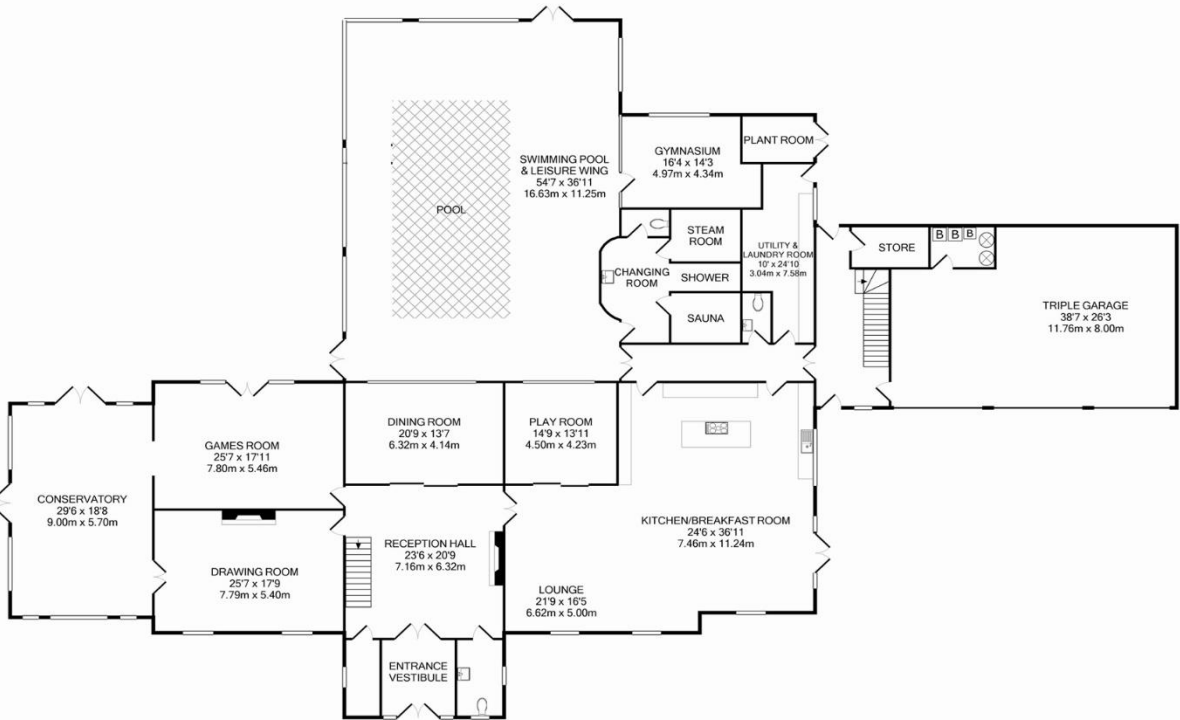 SWIMMING POOL
& LEISURE WING
54'7 x 36'11
16.63m x 11.25m
POOL
GYMNASIUM
16'4 x 14'3
4.97m x 4.34m
PLANT ROOM
STEAM
ROOM
CHANGING
ROOM
SHOWER
SAUNA
UTILITY &
LAUNDRY ROOM
10' x 24'10
3.04m x 7.58m
STORE
B
B
B
TRIPLE GARAGE
38'7 x 26'3
11.76m x 8.00m
CONSERVATORY
29'6 x 18'8
9.00m x 5.70m
GAMES ROOM
25'7 x 17'11
7.80m x 5.46m
DINING ROOM
20'9 x 13'7
6.32m x 4.14m
PLAY ROOM
14'9 x 13'11
4.50m x 4.23m
KITCHEN/BREAKFAST ROOM
24'6 x 36'11
7.46m x 11.24m
DRAWING ROOM
25'7 x 17'9
7.79m x 5.40m
RECEPTION HALL
23'6 x 20'9
7.16m x 6.32m
LOUNGE
21'9 x 16'5
6.62m x 5.00m
ENTRANCE
VESTIBULE